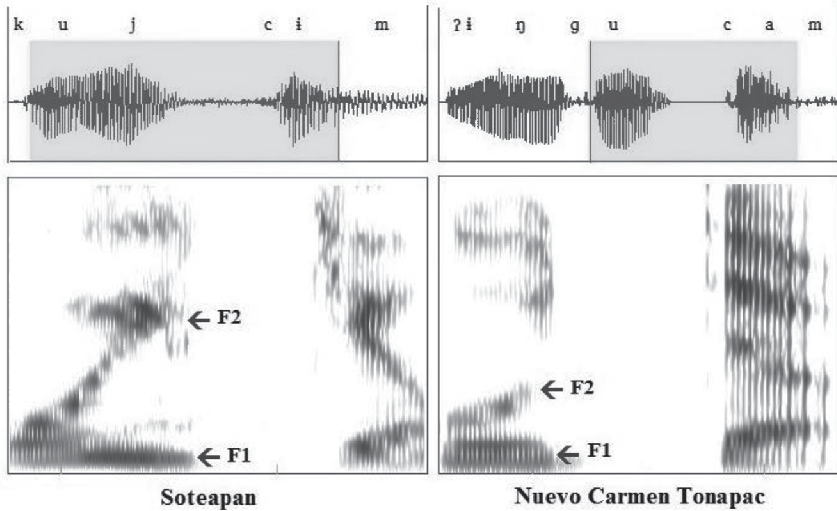 k u j c ɨ m
ʔɨ ŋ g u c a m
F2
F1
F2
F1
Soteapan
Nuevo Carmen Tonapac